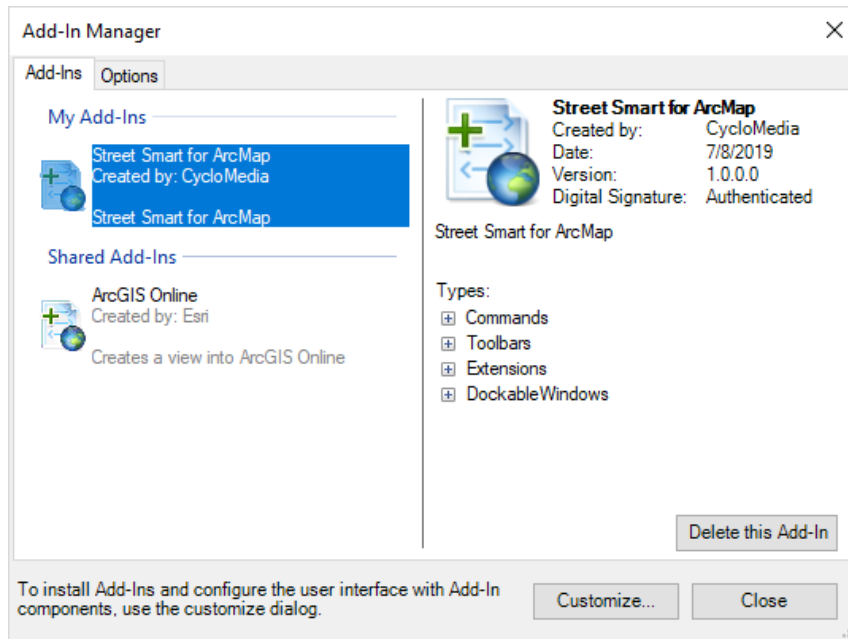 Add-In Manager
Add-Ins
Options
My Add-Ins
Street Smart for ArcMap
Created by: CycloMedia
Street Smart for ArcMap
Shared Add-Ins
ArcGIS Online
Created by: Esri
Creates a view into ArcGIS Online
Street Smart for ArcMap
Created by: CycloMedia
Date: 7/8/2019
Version: 1.0.0.0
Digital Signature: Authenticated
Street Smart for ArcMap
Types:
Commands
Toolbars
Extensions
DockableWindows
Delete this Add-In
To install Add-Ins and configure the user interface with Add-In
components, use the customize dialog.
Customize...
Close